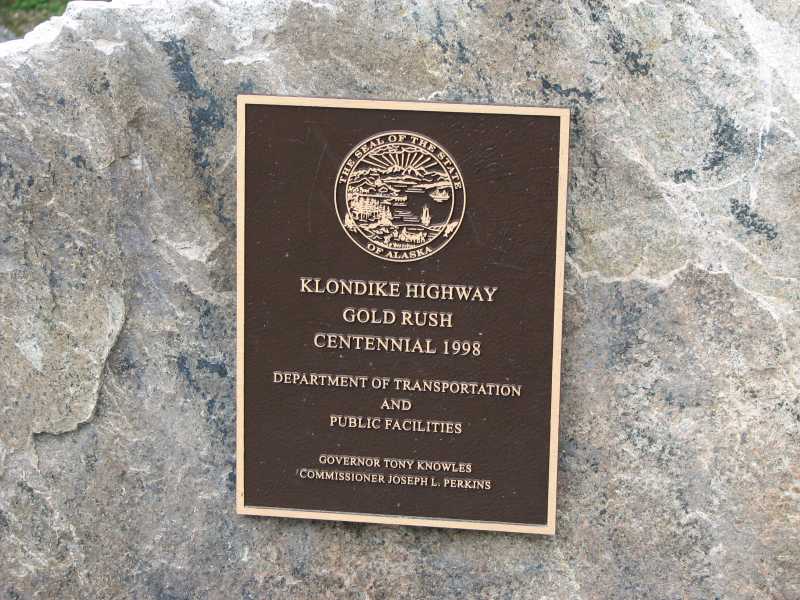 THE SEAL OF THE STATE
OF ALASKA
KLONDIKE HIGHWAY
GOLD RUSH
CENTENNIAL 1998
DEPARTMENT OF TRANSPORTATION
AND
PUBLIC FACILITIES
GOVERNOR TONY KNOWLES
COMMISSIONER JOSEPH L. PERKINS